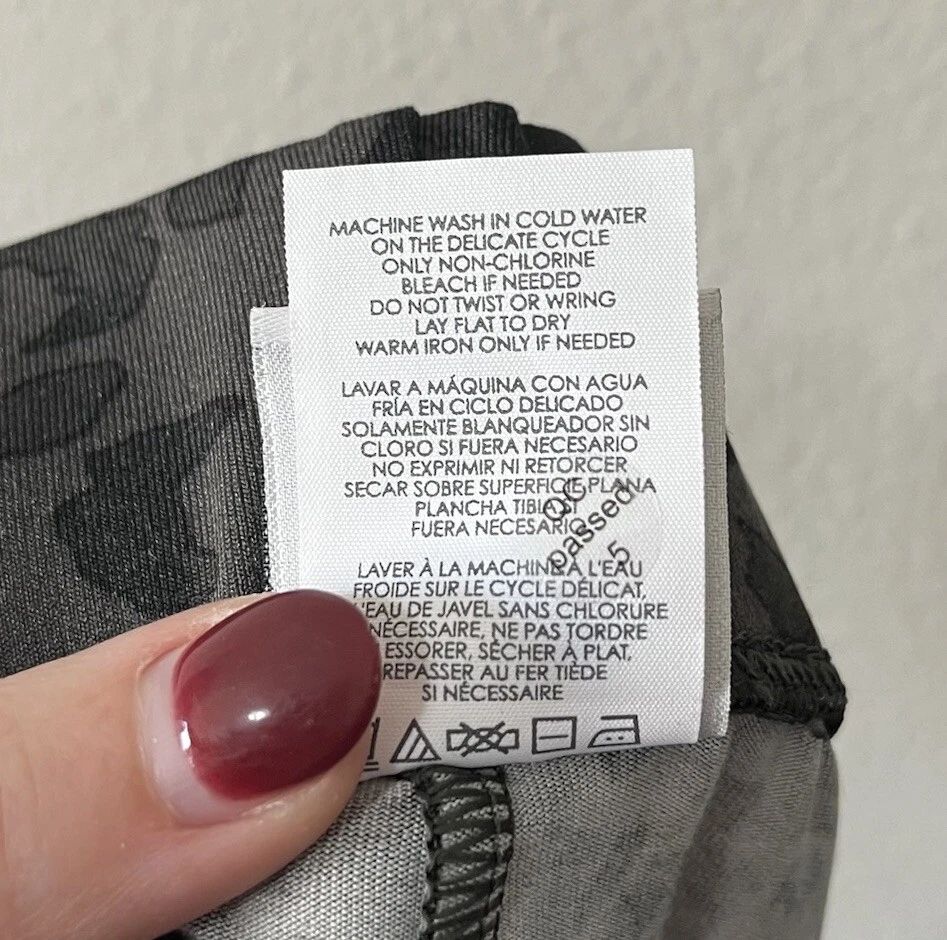 MACHINE WASH IN COLD WATER
ON THE DELICATE CYCLE
ONLY NON-CHLORINE
BLEACH IF NEEDED
DO NOT TWIST OR WRING
LAY FLAT TO DRY
WARM IRON ONLY IF NEEDED
LAVAR A MÁQUINA CON AGUA
FRÍA EN CICLO DELICADO
SOLAMENTE BLANQUEADOR SIN
CLORO SI FUERA NECESARIO
NO EXPRIMIR NI RETORCER
SECAR SOBRE SUPERFICIE PLANA
PLANCHA TIBIA
FUERA NECESARIO
QC
passed
5
LAVER À LA MACHINE À L'EAU
FROIDE SUR LE CYCLE DÉLICAT,
L'EAU DE JAVEL SANS CHLORURE
NÉCESSAIRE, NE PAS TORDRE
ESSORER, SÉCHER À PLAT,
REPASSER AU FER TIÈDE
SI NÉCESSAIRE